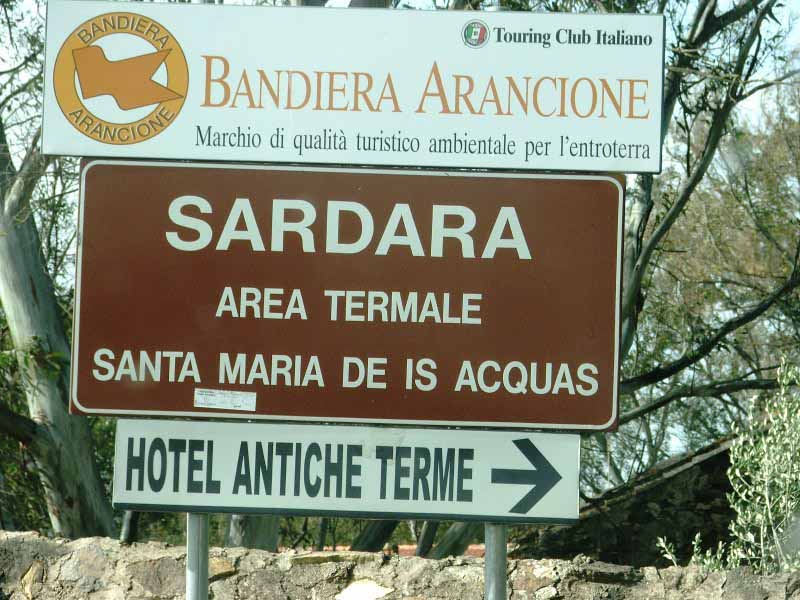 BANDIERA
ARANCIONE
Touring Club Italiano
BANDIERA ARANCIONE
Marchio di qualità turistico ambientale per l'entroterra
SARDARA
AREA TERMALE
SANTA MARIA DE IS ACQUAS
HOTEL ANTICHE TERME